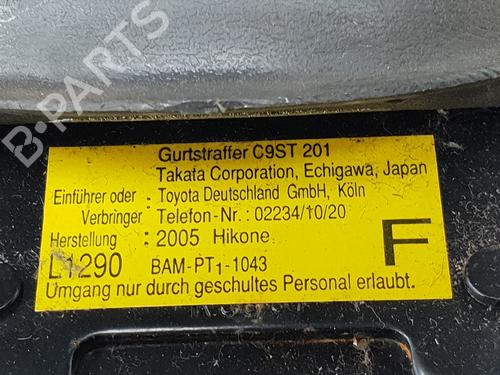 B-PARTS
Gurtstraffer C9ST 201
Takata Corporation, Echigawa, Japan
Einführer oder : Toyota Deutschland GmbH, Köln
Verbringer Telefon-Nr.: 02234/10/20
Herstellung : 2005 Hikone
L1290 BAM-PT1-1043
F
Umgang nur durch geschultes Personal erlaubt.